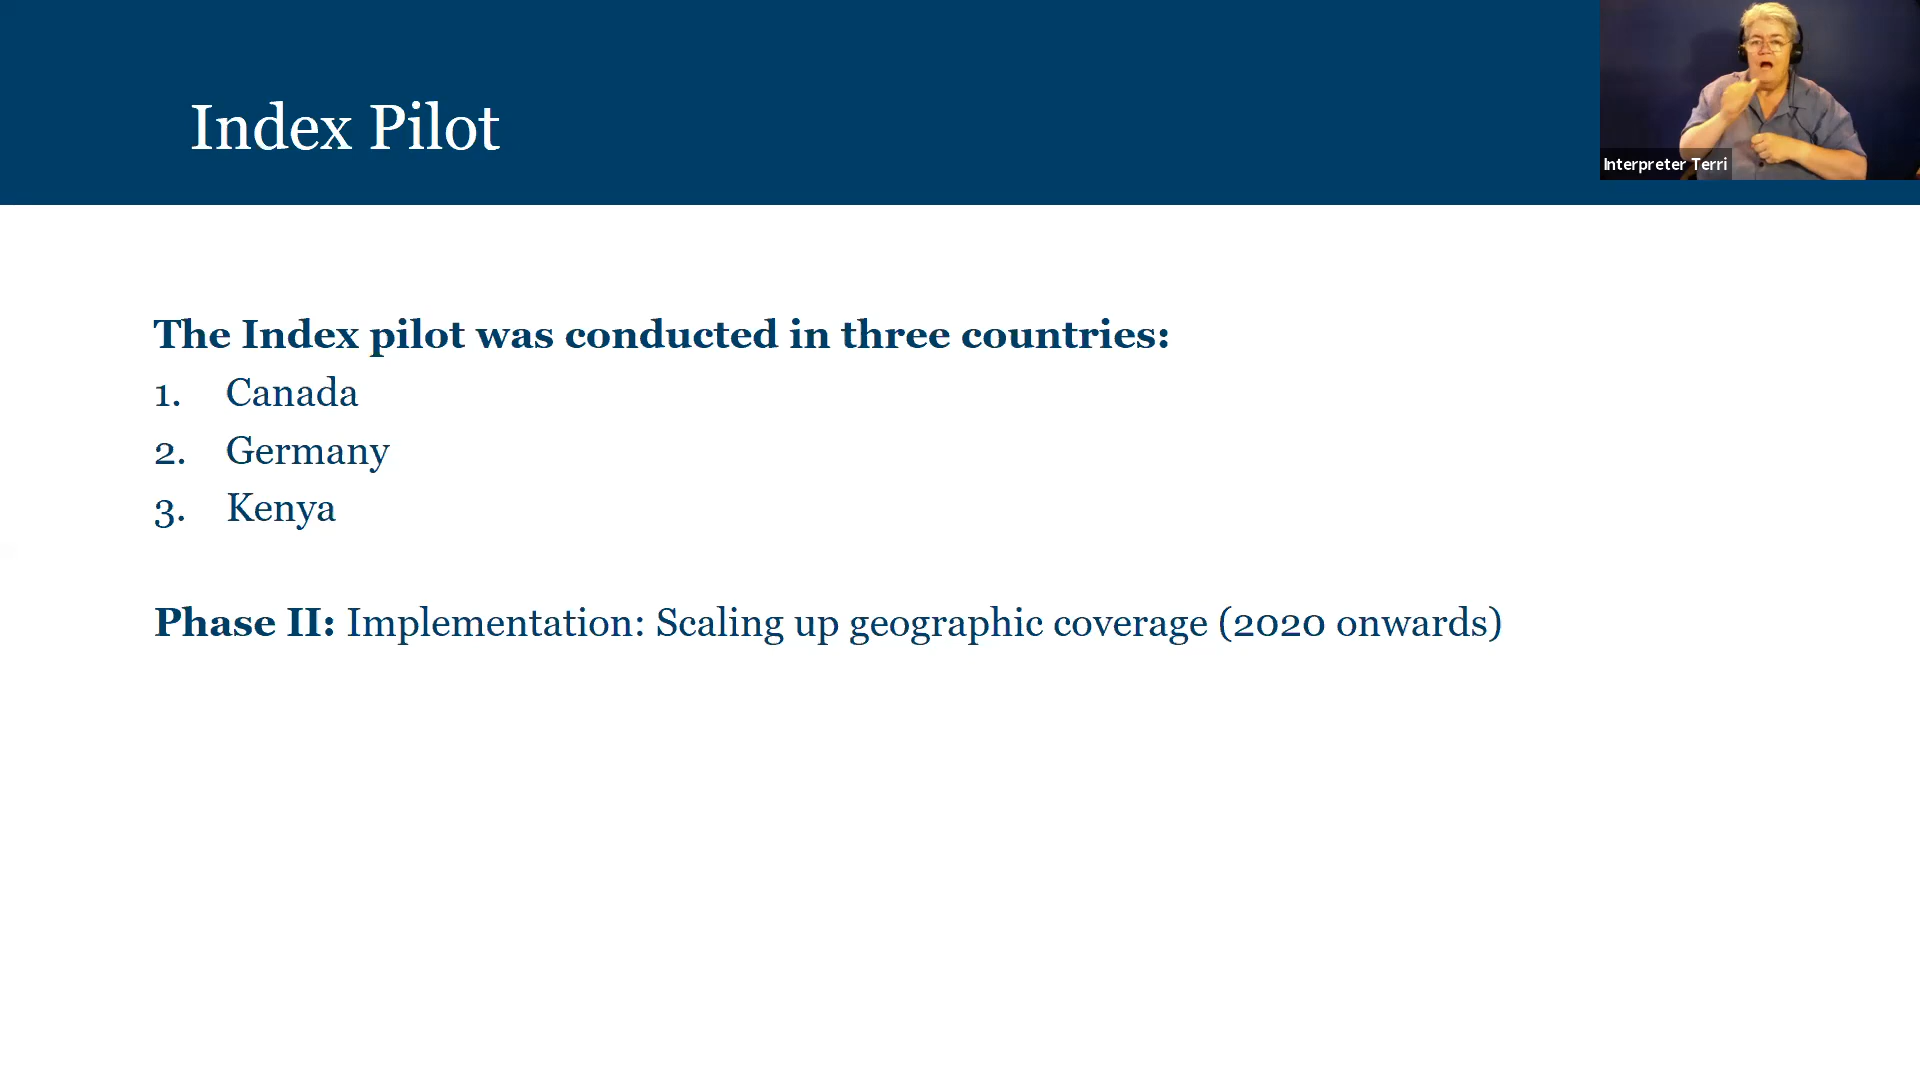 Index Pilot
Interpreter Terri
The Index pilot was conducted in three countries:
1. Canada
2. Germany
3. Kenya
Phase II: Implementation: Scaling up geographic coverage (2020 onwards)